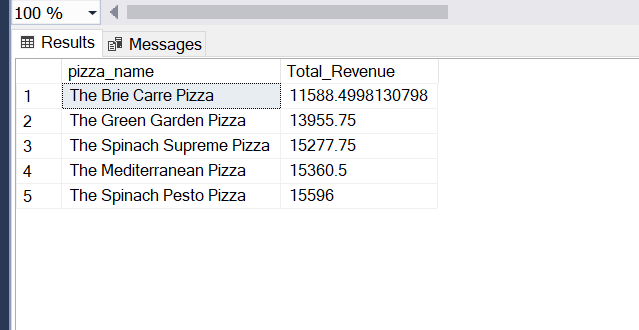 100 %
Results Messages
pizza_name Total_Revenue
1 The Brie Carre Pizza 11588.4998130798
2 The Green Garden Pizza 13955.75
3 The Spinach Supreme Pizza 15277.75
4 The Mediterranean Pizza 15360.5
5 The Spinach Pesto Pizza 15596